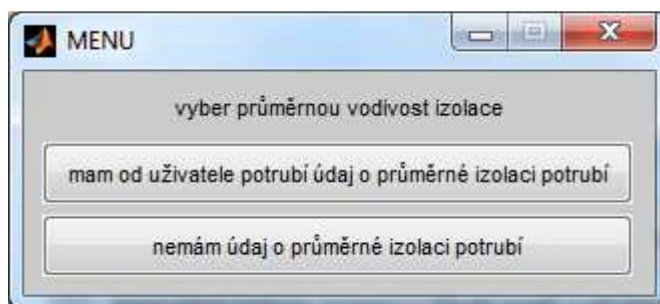 MENU
vyber průměrnou vodivost izolace
mam od uživatele potrubí údaj o průměrné izolaci potrubí
nemám údaj o průměrné izolaci potrubí